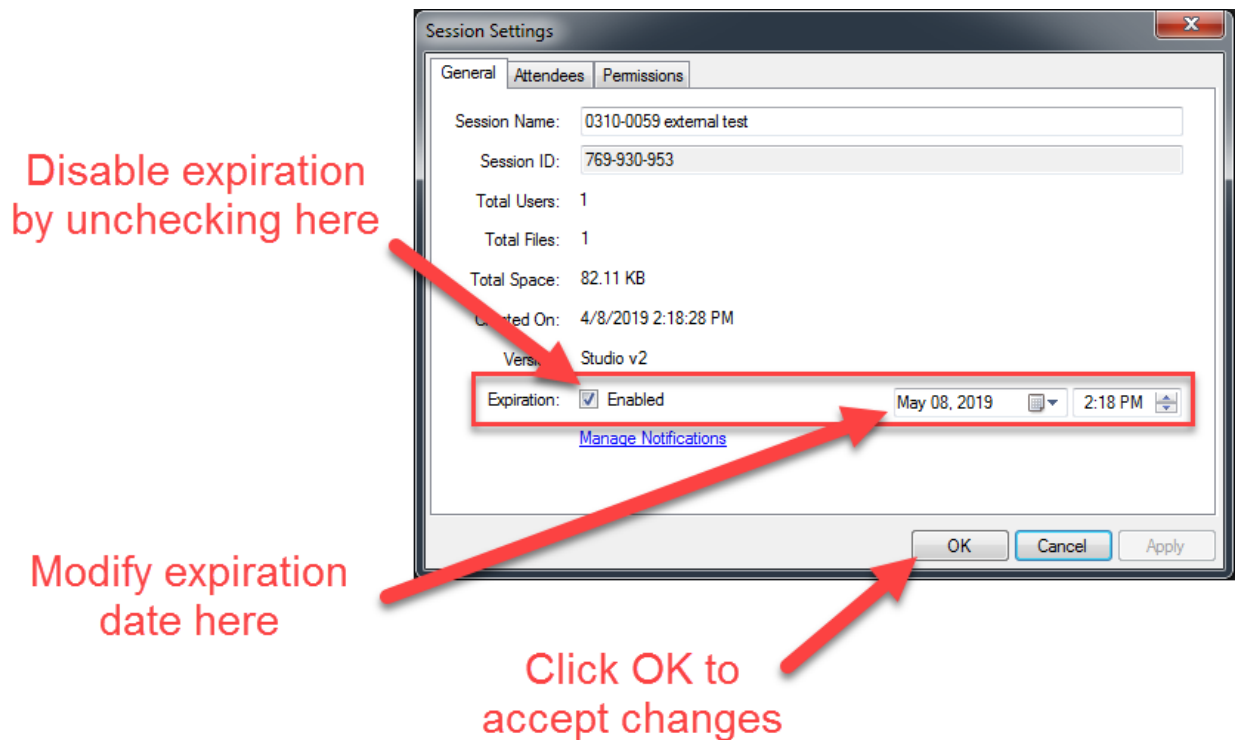 Session Settings
General Attendees Permissions
Session Name: 0310-0059 external test
Session ID: 769-930-953
Disable expiration
by unchecking here
Total Users: 1
Total Files: 1
Total Space: 82.11 KB
On: 4/8/2019 2:18:28 PM
Studio v2
Expiration: Enabled May 08, 2019 2:18 PM
Manage Notifications
OK Cancel Apply
Modify expiration
date here
Click OK to
accept changes